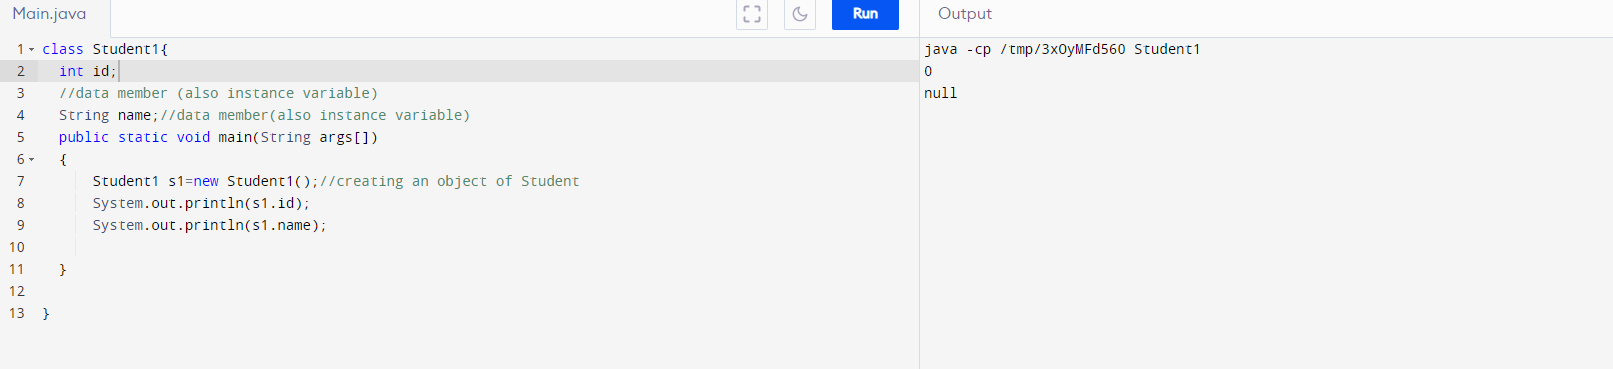 Main.java
Run
Output
1 class Student1{
2 int id;
3 //data member (also instance variable)
4 String name;//data member(also instance variable)
5 public static void main(String args[])
6 {
7 Student1 s1=new Student1();//creating an object of Student
8 System.out.println(s1.id);
9 System.out.println(s1.name);
10
11 }
12
13 }
java -cp /tmp/3xOyMFd560 Student1
0
null